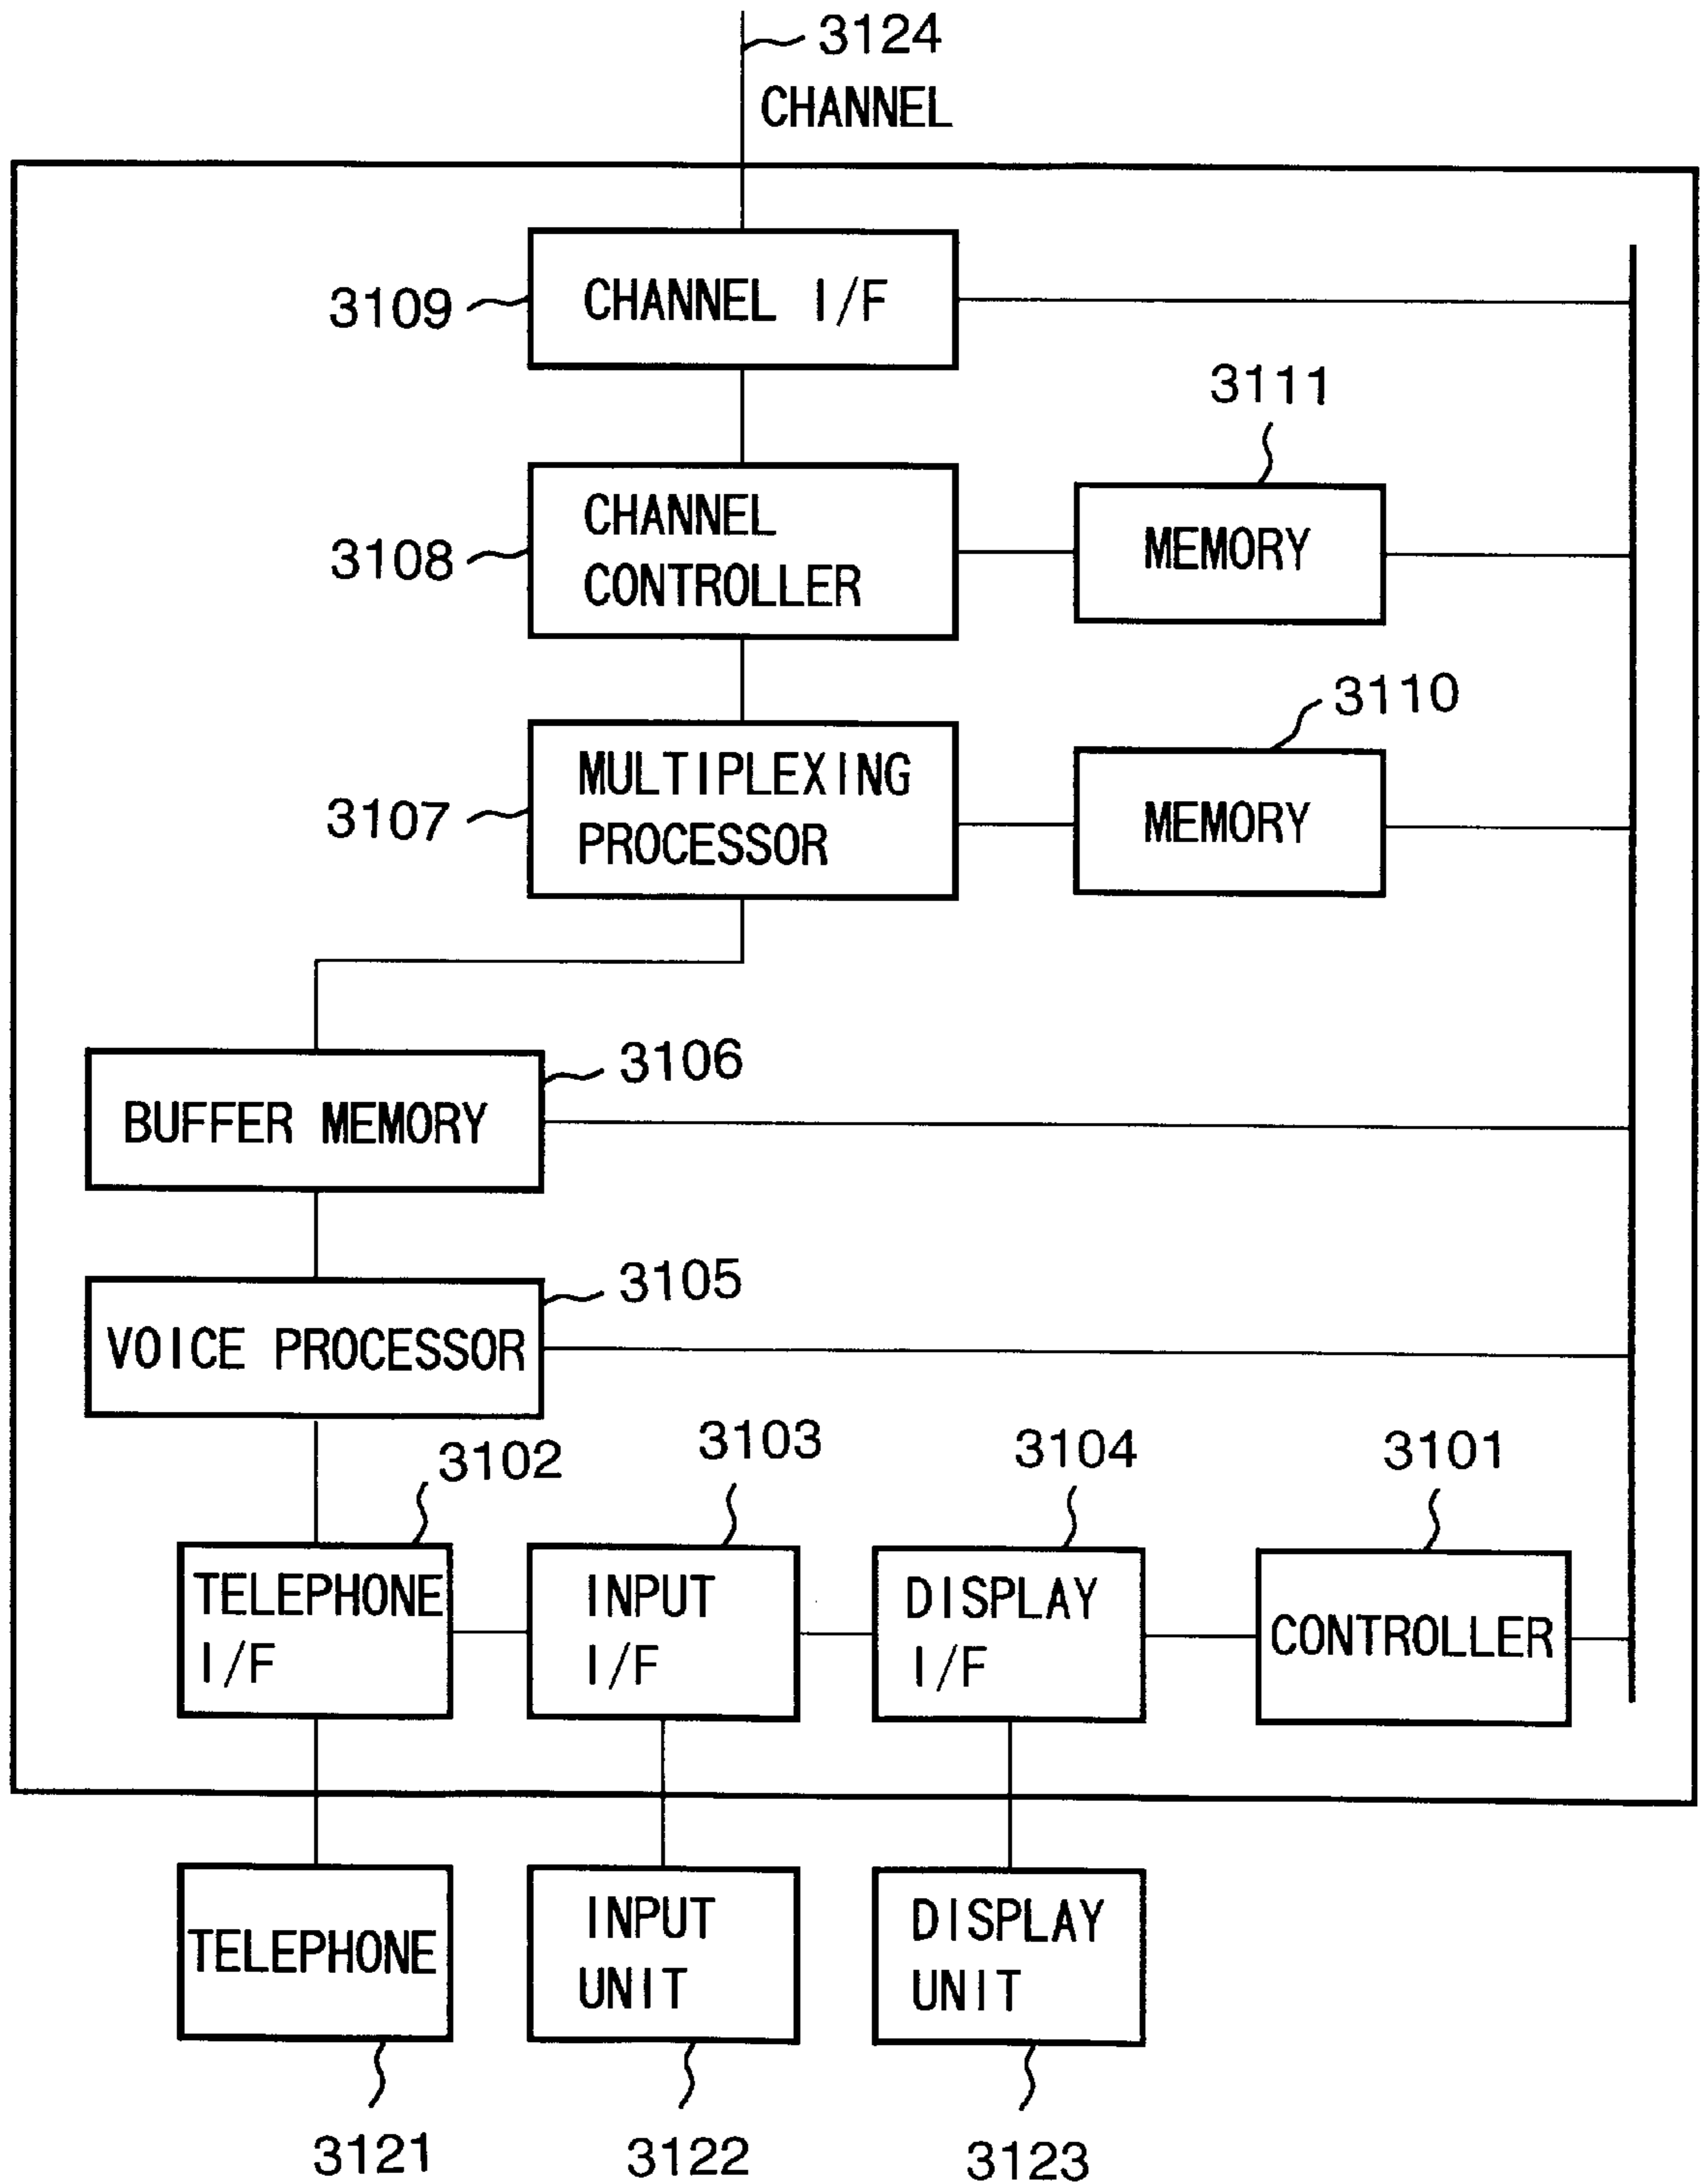 3124
CHANNEL
3109
CHANNEL I/F
3111
3108
CHANNEL
CONTROLLER
MEMORY
3110
3107
MULTIPLEXING
PROCESSOR
MEMORY
3106
BUFFER MEMORY
3105
VOICE PROCESSOR
3102
3103
3104
3101
TELEPHONE
I/F
INPUT
I/F
DISPLAY
I/F
CONTROLLER
TELEPHONE
INPUT
UNIT
DISPLAY
UNIT
3121
3122
3123